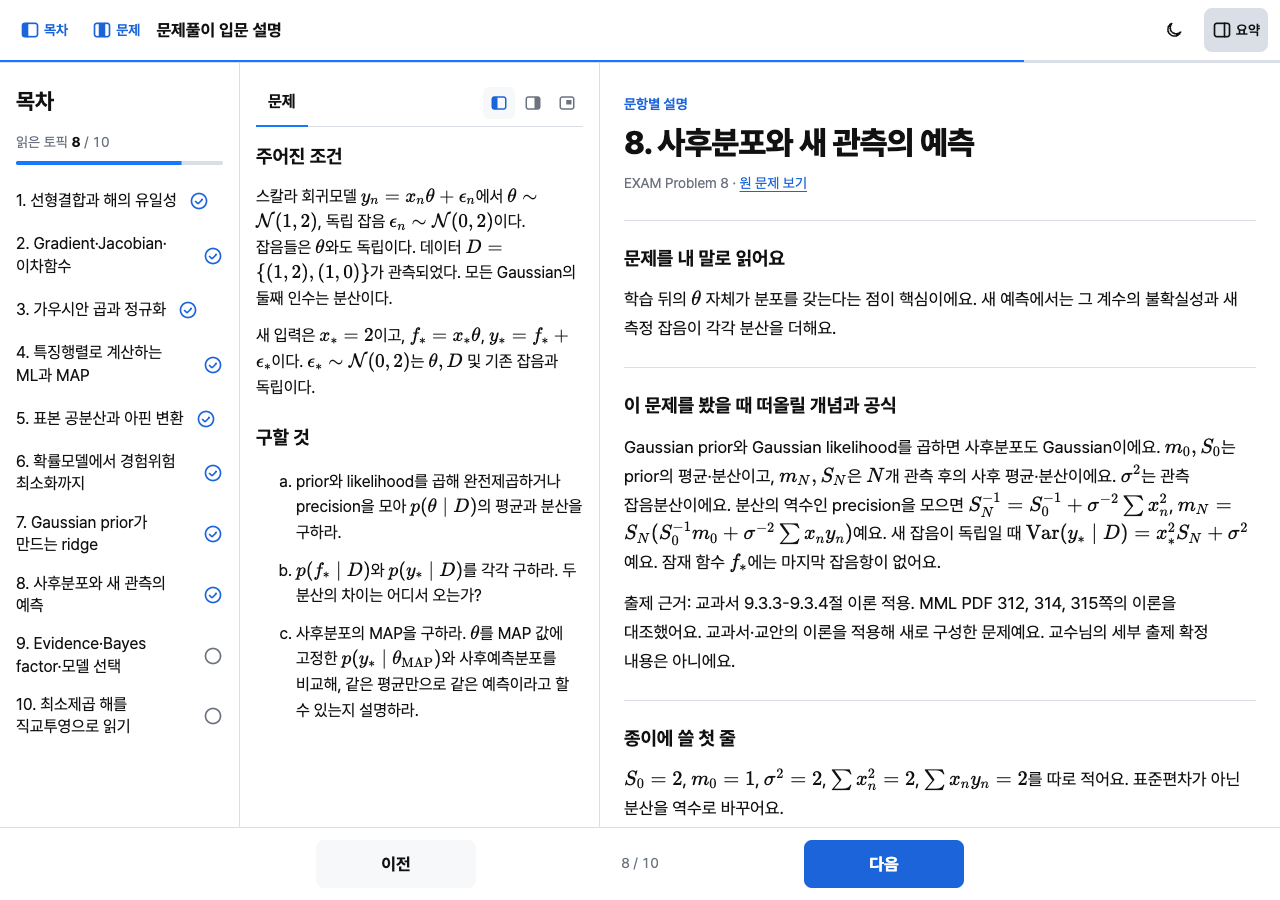 목차
문제
문제풀이 입문 설명
요약
목차
읽은 토픽 8 / 10
1. 선형결합과 해의 유일성
2. Gradient·Jacobian·
이차함수
3. 가우시안 곱과 정규화
4. 특징행렬로 계산하는
ML과 MAP
5. 표본 공분산과 아핀 변환
6. 확률모델에서 경험위험
최소화까지
7. Gaussian prior가
만드는 ridge
8. 사후분포와 새 관측의
예측
9. Evidence·Bayes
factor·모델 선택
10. 최소제곱 해를
직교투영으로 읽기
문제
주어진 조건
스칼라 회귀모델 yₙ = xₙθ + ϵₙ에서 θ ∼
𝒩(1, 2), 독립 잡음 ϵₙ ∼ 𝒩(0, 2)이다.
잡음들은 θ와도 독립이다. 데이터 D =
{(1, 2), (1, 0)}가 관측되었다. 모든 Gaussian의
둘째 인수는 분산이다.
새 입력은 x∗ = 2이고, f∗ = x∗θ, y∗ = f∗ +
ϵ∗이다. ϵ∗ ∼ 𝒩(0, 2)는 θ, D 및 기존 잡음과
독립이다.
구할 것
a. prior와 likelihood를 곱해 완전제곱하거나
precision을 모아 p(θ ∣ D)의 평균과 분산을
구하라.
b. p(f∗ ∣ D)와 p(y∗ ∣ D)를 각각 구하라. 두
분산의 차이는 어디서 오는가?
c. 사후분포의 MAP을 구하라. θ를 MAP 값에
고정한 p(y∗ ∣ θ_MAP)와 사후예측분포를
비교해, 같은 평균만으로 같은 예측이라고 할
수 있는지 설명하라.
문항별 설명
8. 사후분포와 새 관측의 예측
EXAM Problem 8 · 원 문제 보기
문제를 내 말로 읽어요
학습 뒤의 θ 자체가 분포를 갖는다는 점이 핵심이에요. 새 예측에서는 그 계수의 불확실성과 새
측정 잡음이 각각 분산을 더해요.
이 문제를 봤을 때 떠올릴 개념과 공식
Gaussian prior와 Gaussian likelihood를 곱하면 사후분포도 Gaussian이에요. m₀, S₀는
prior의 평균·분산이고, m_N, S_N은 N개 관측 후의 사후 평균·분산이에요. σ²는 관측
잡음분산이에요. 분산의 역수인 precision을 모으면 S_N⁻¹ = S₀⁻¹ + σ⁻² ∑ xₙ², m_N =
S_N(S₀⁻¹m₀ + σ⁻² ∑ xₙyₙ)예요. 새 잡음이 독립일 때 Var(y∗ ∣ D) = x∗²S_N + σ²
예요. 잠재 함수 f∗에는 마지막 잡음항이 없어요.
출제 근거: 교과서 9.3.3-9.3.4절 이론 적용. MML PDF 312, 314, 315쪽의 이론을
대조했어요. 교과서·교안의 이론을 적용해 새로 구성한 문제예요. 교수님의 세부 출제 확정
내용은 아니에요.
종이에 쓸 첫 줄
S₀ = 2, m₀ = 1, σ² = 2, ∑ xₙ² = 2, ∑ xₙyₙ = 2를 따로 적어요. 표준편차가 아닌
분산을 역수로 바꾸어요.
이전
8 / 10
다음